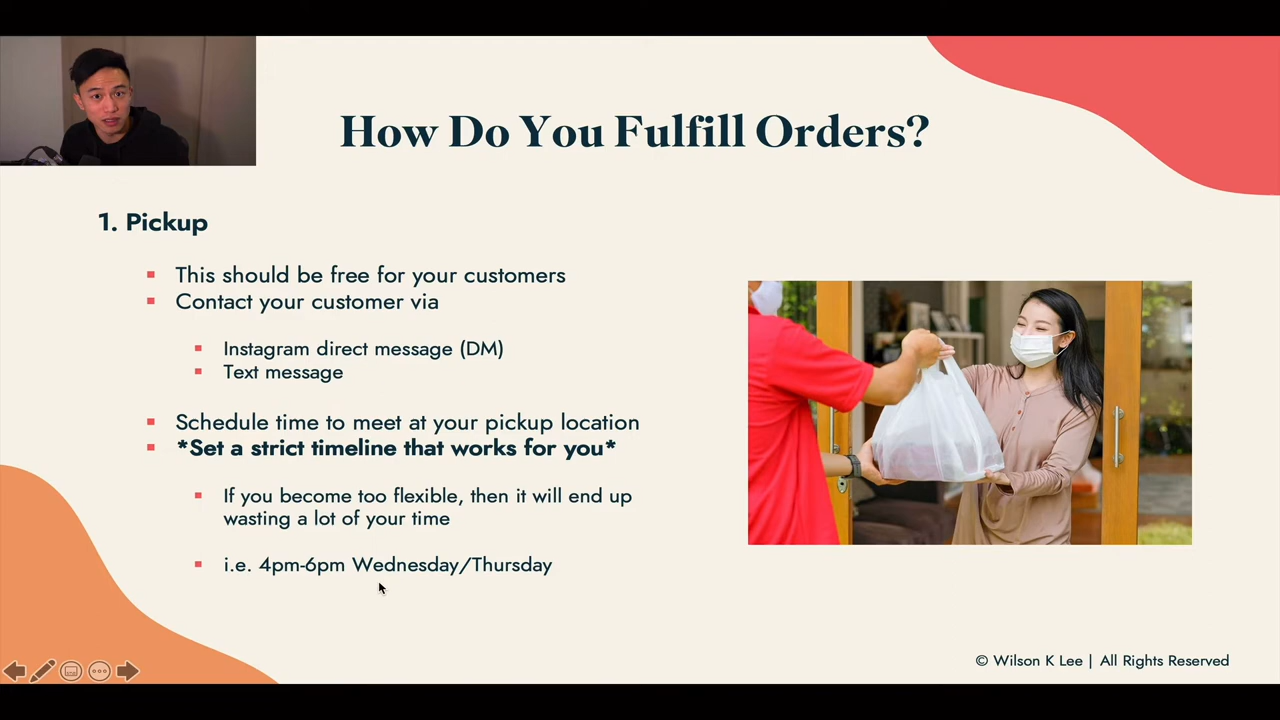 How Do You Fulfill Orders?
1. Pickup
This should be free for your customers
Contact your customer via
Instagram direct message (DM)
Text message
Schedule time to meet at your pickup location
*Set a strict timeline that works for you*
If you become too flexible, then it will end up
wasting a lot of your time
i.e. 4pm-6pm Wednesday/Thursday
© Wilson K Lee | All Rights Reserved